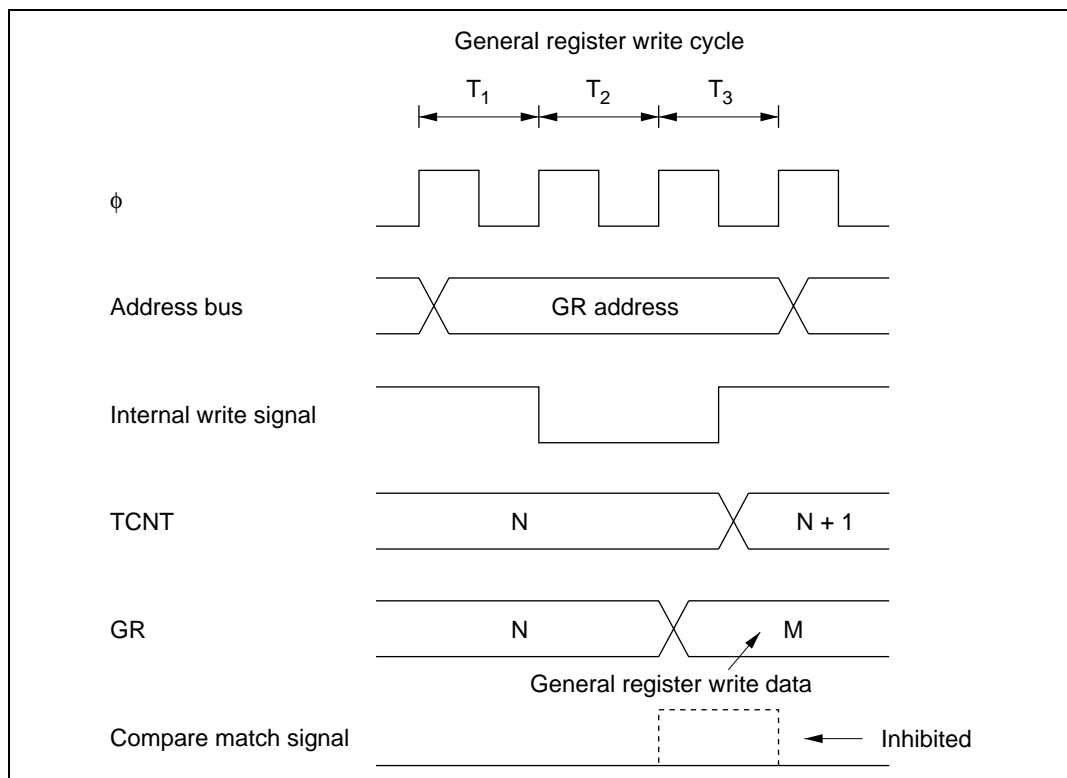 General register write cycle
T1 T2 T3
ϕ
Address bus GR address
Internal write signal
TCNT N N + 1
GR N M
General register write data
Compare match signal Inhibited